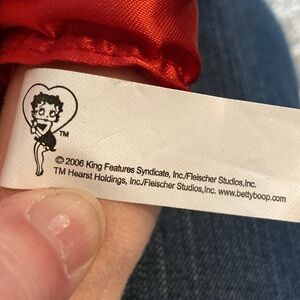 TM
© 2006 King Features Syndicate, Inc./Fleischer Studios, Inc.
TM Hearst Holdings, Inc./Fleischer Studios, Inc. www.bettyboop.com